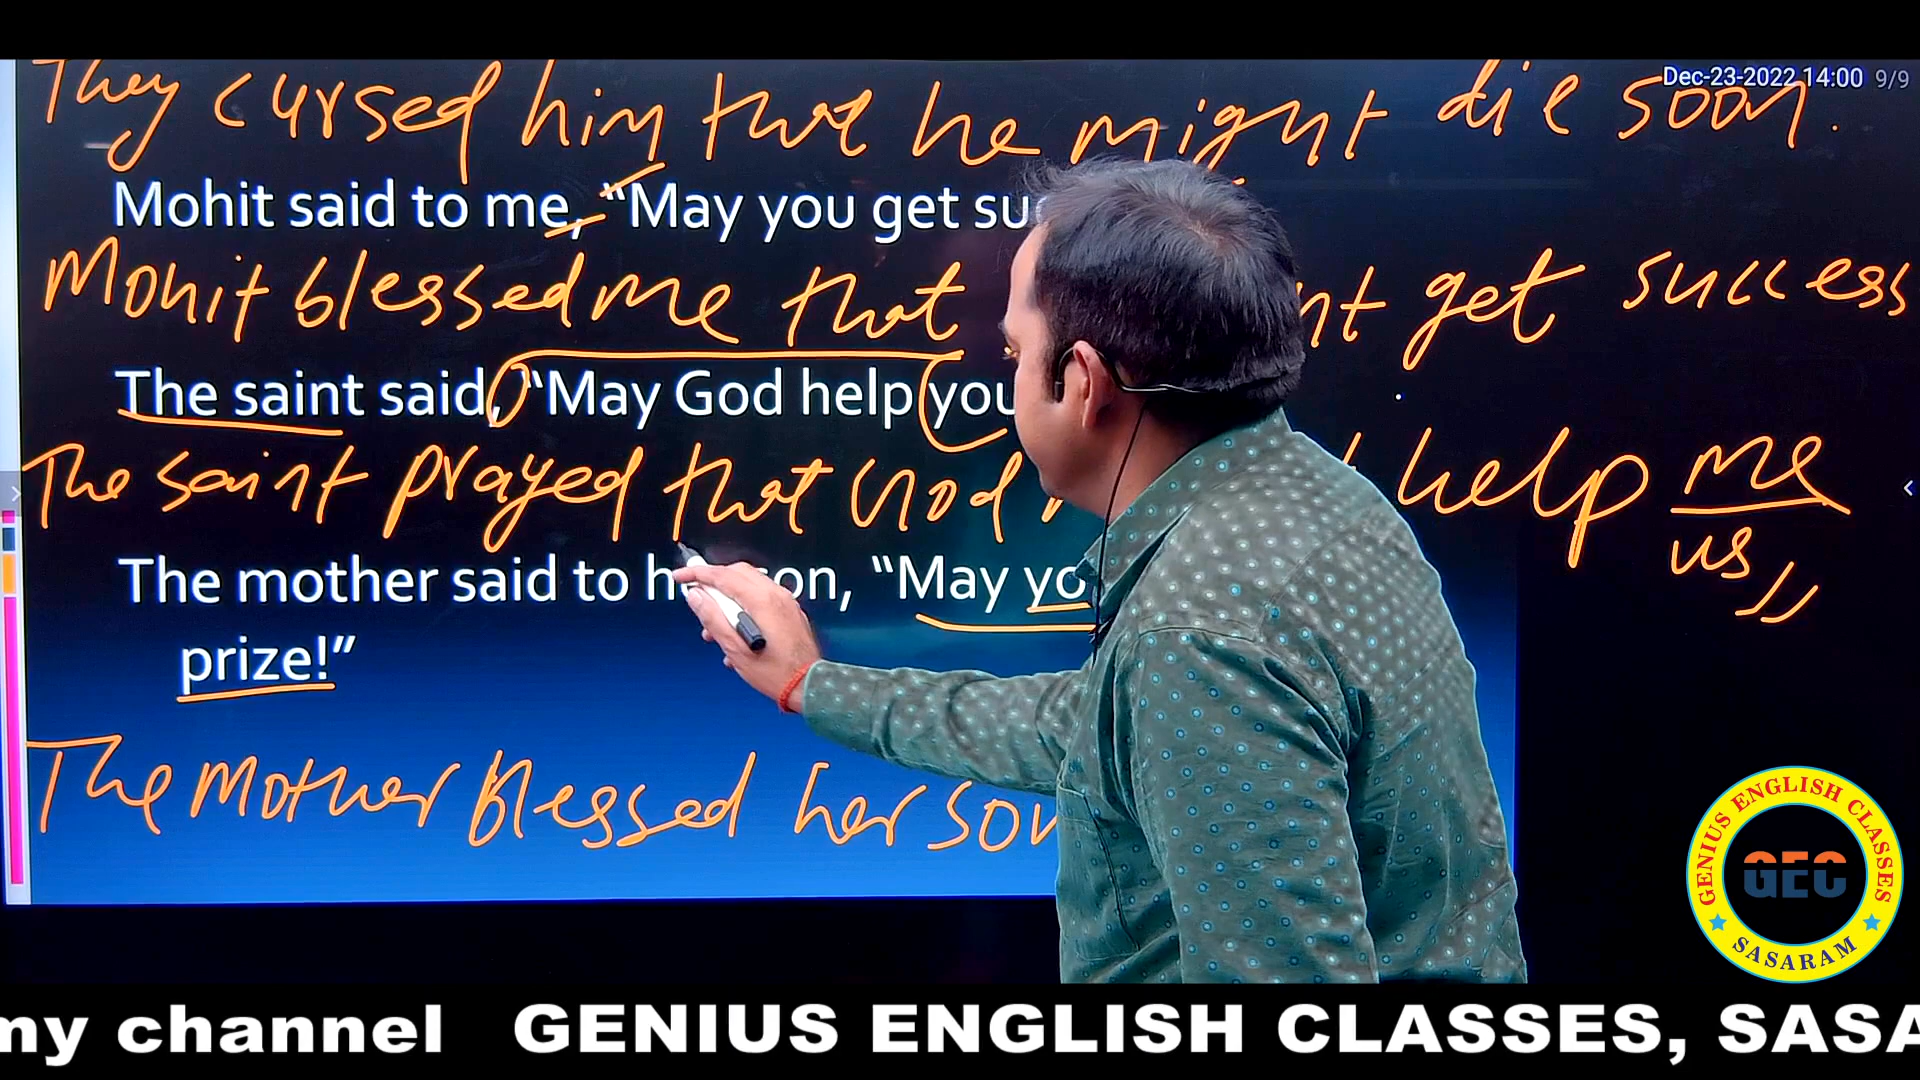 Dec-23-2022 14:00 9/9
They cursed him that he might die soon.
Mohit said to me, "May you get su
Mohit blessed me that get success
The saint said, "May God help you
The saint prayed that God help me
us,,
The mother said to son, "May yo
prize!"
The Mother blessed her son
GENIUS ENGLISH CLASSES
GEC
SASARAM
my channel GENIUS ENGLISH CLASSES, SASA